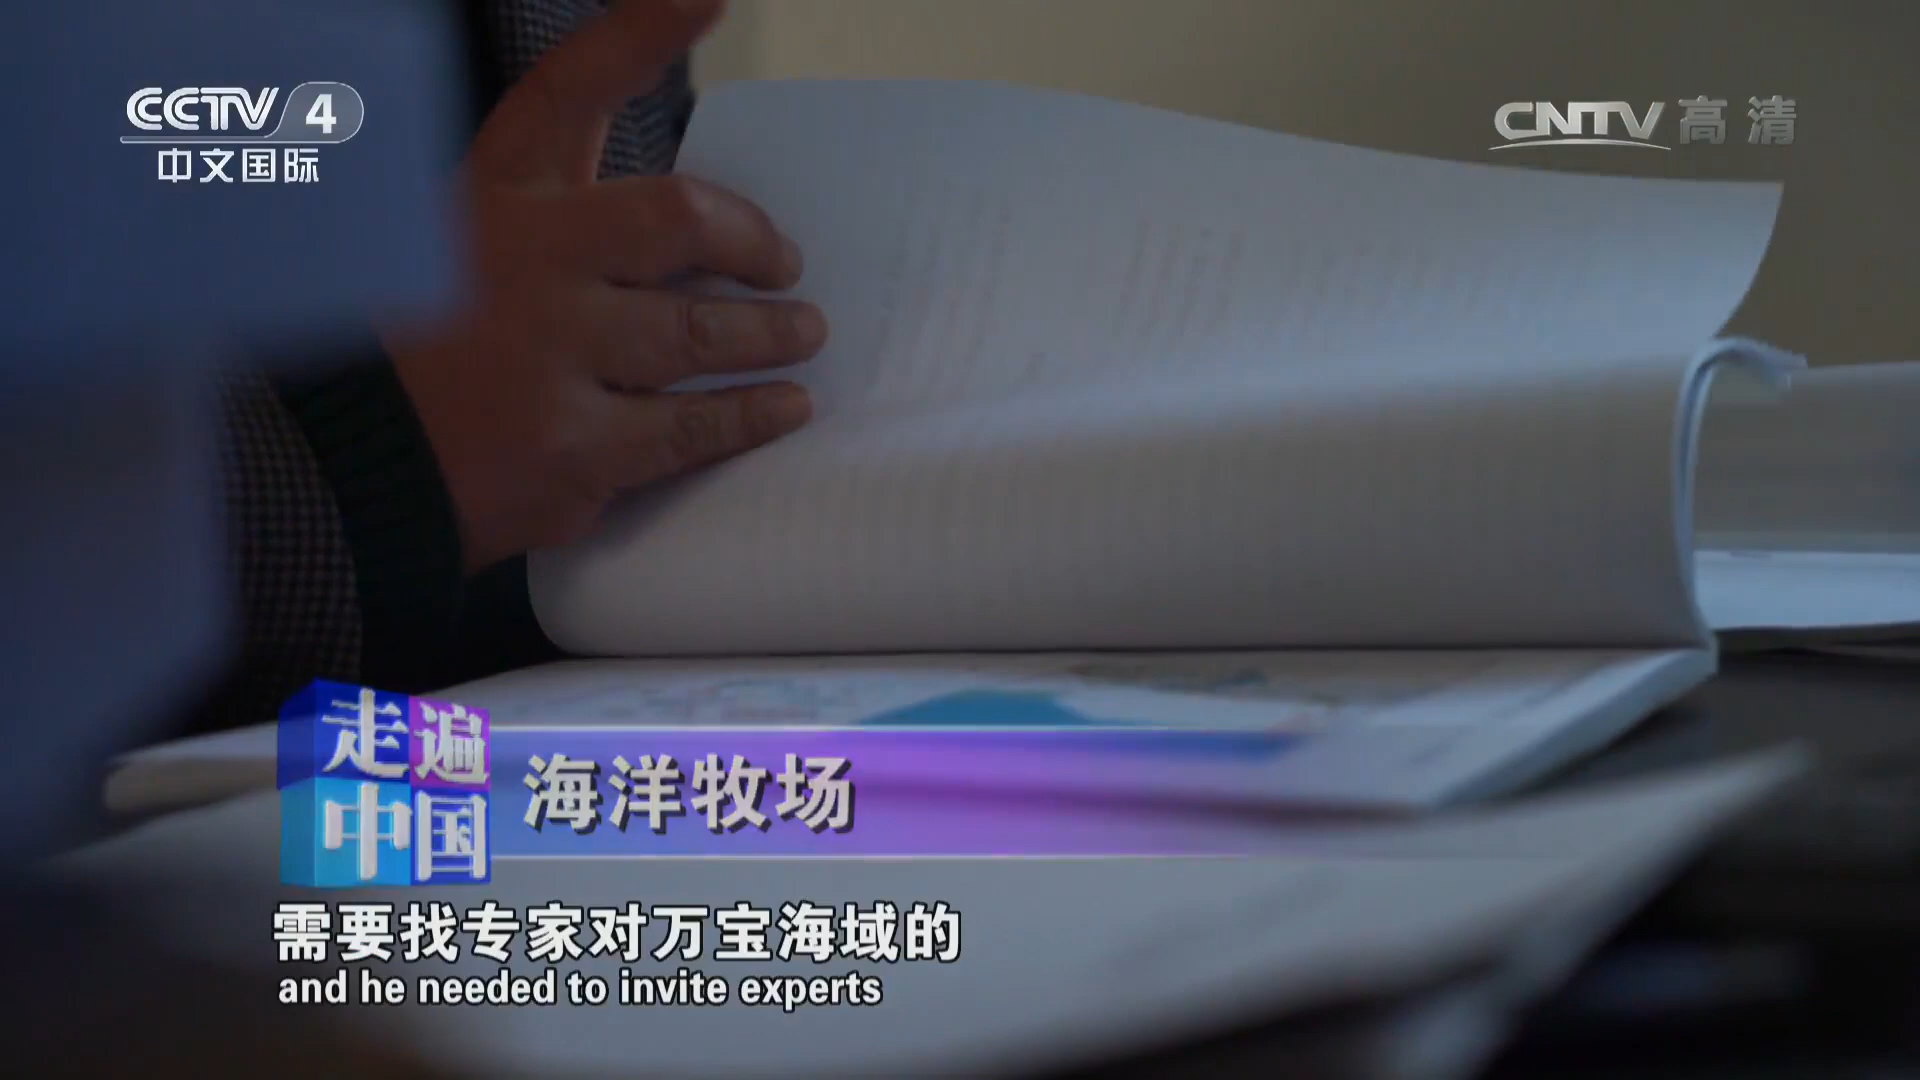 CCTV 4
中文国际
CNTV 高清
走遍
中国
海洋牧场
需要找专家对万宝海域的
and he needed to invite experts